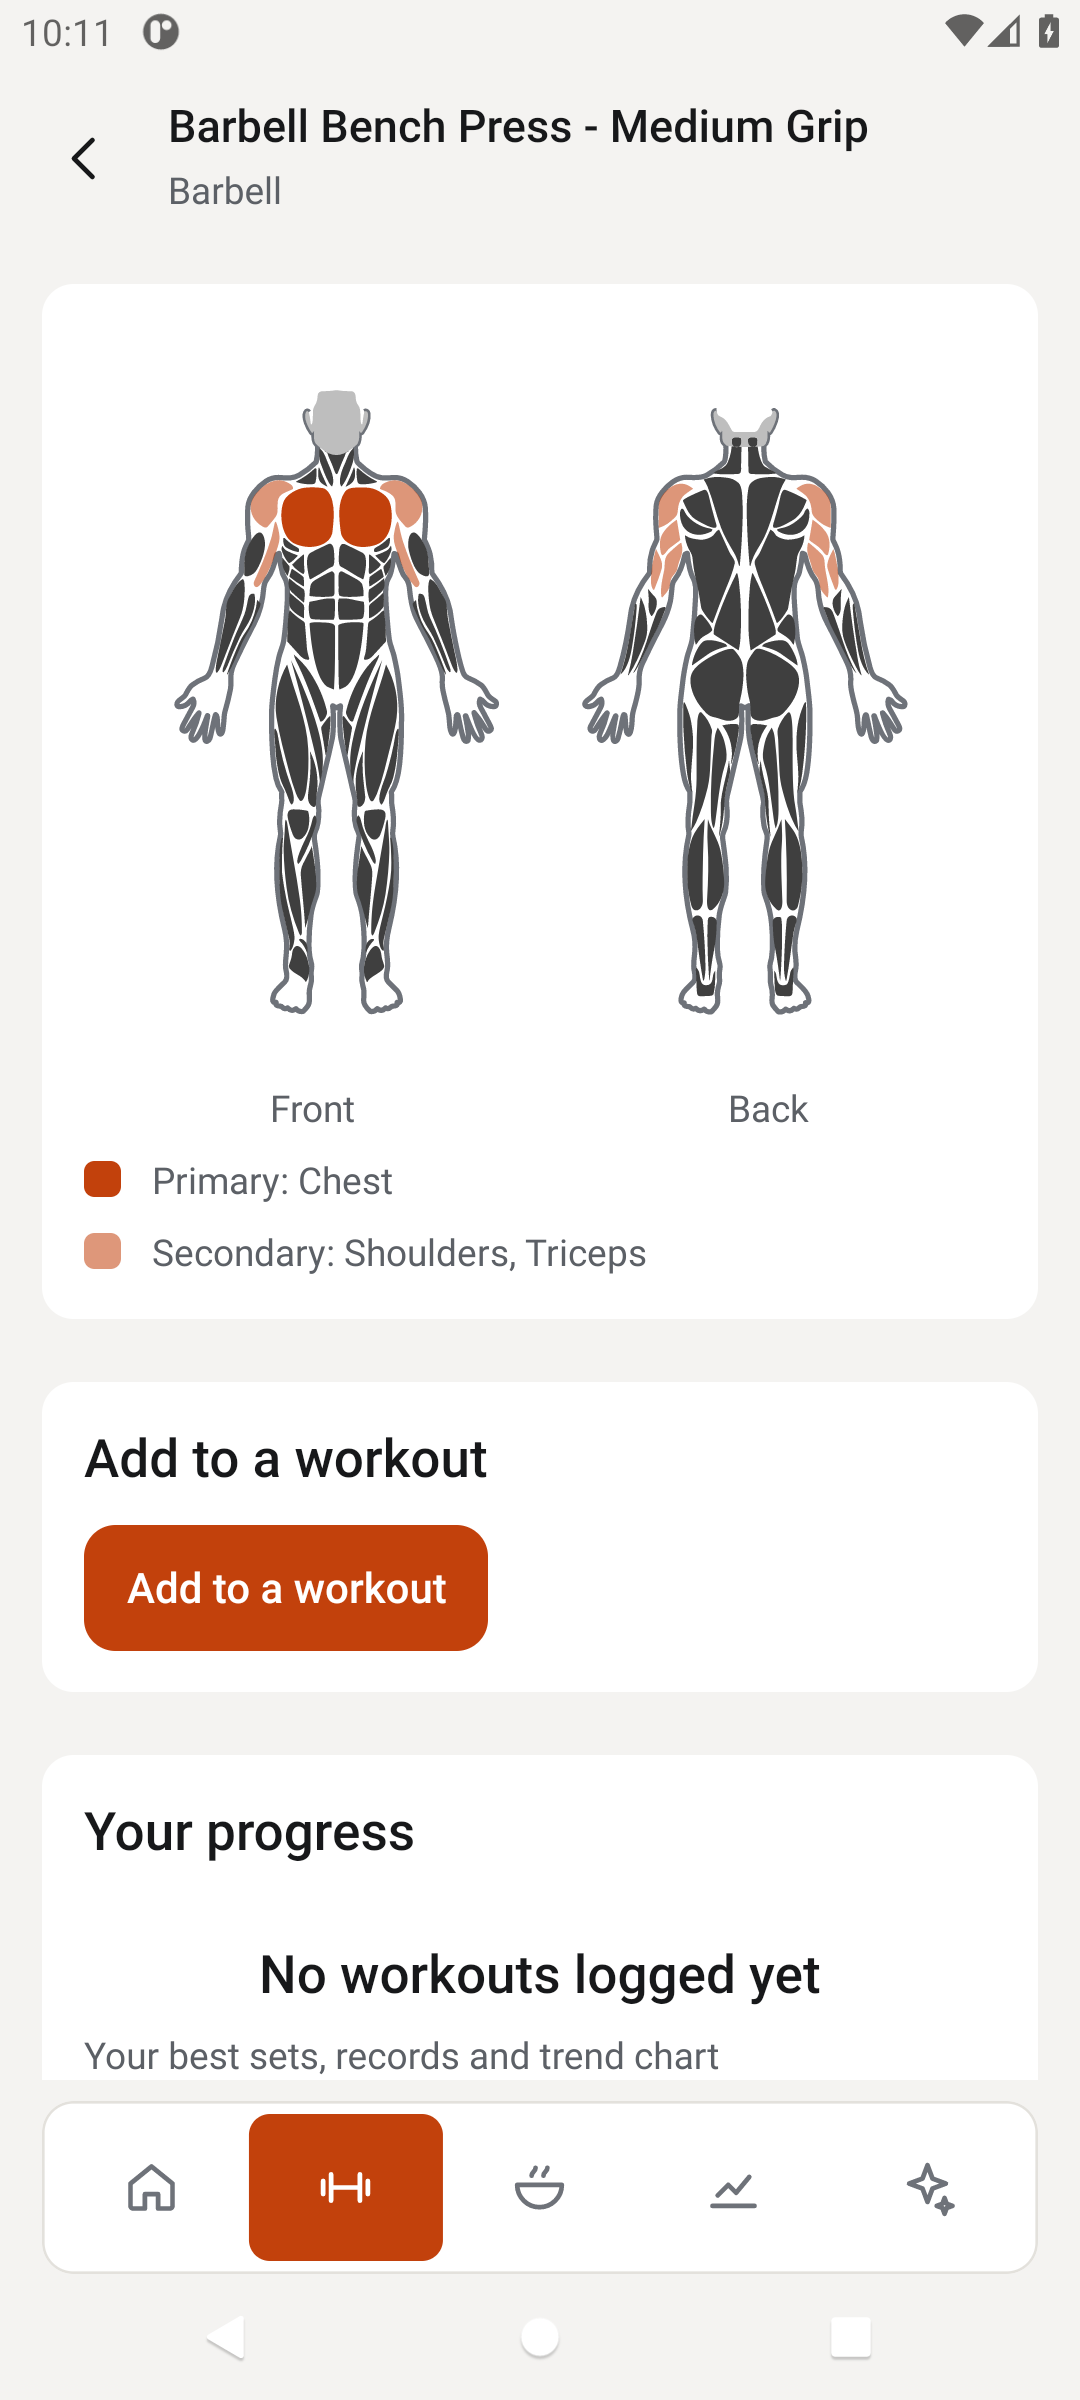 10:11
Barbell Bench Press - Medium Grip
Barbell
Front
Back
Primary: Chest
Secondary: Shoulders, Triceps
Add to a workout
Add to a workout
Your progress
No workouts logged yet
Your best sets, records and trend chart